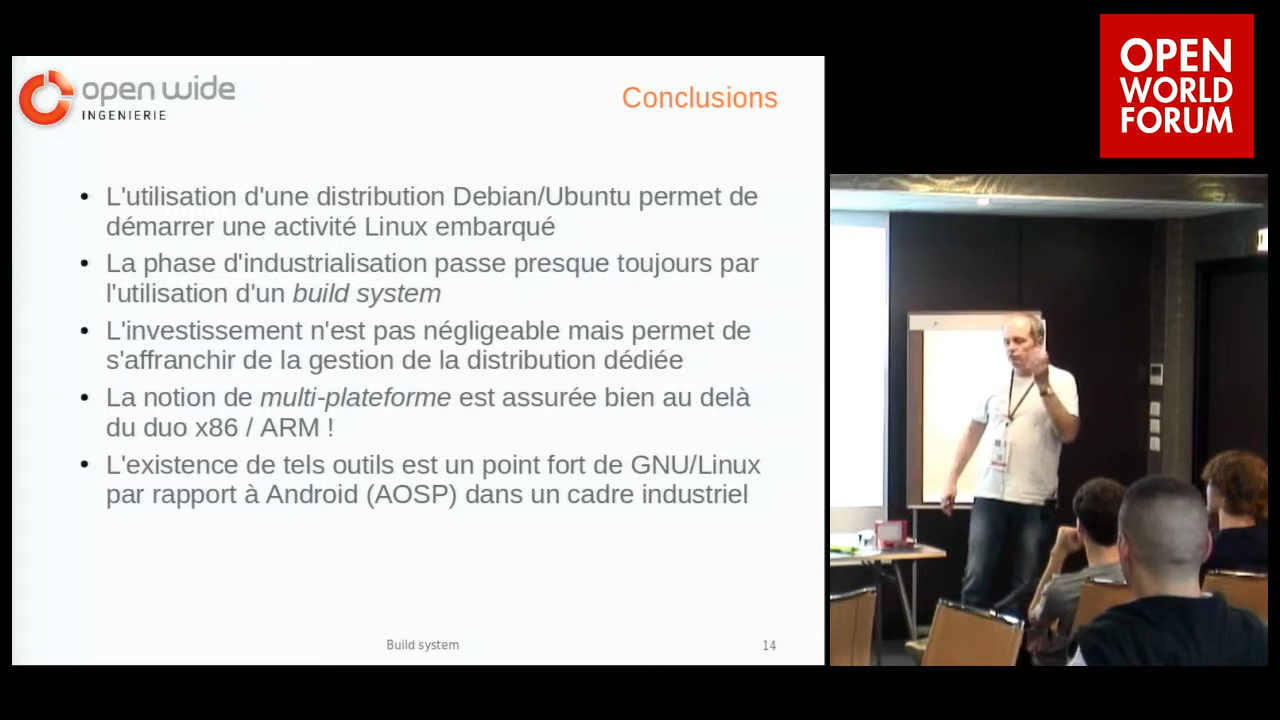 open wide
INGENIERIE
Conclusions
• L'utilisation d'une distribution Debian/Ubuntu permet de
démarrer une activité Linux embarqué
• La phase d'industrialisation passe presque toujours par
l'utilisation d'un build system
• L'investissement n'est pas négligeable mais permet de
s'affranchir de la gestion de la distribution dédiée
• La notion de multi-plateforme est assurée bien au delà
du duo x86 / ARM !
• L'existence de tels outils est un point fort de GNU/Linux
par rapport à Android (AOSP) dans un cadre industriel
Build system
14
OPEN
WORLD
FORUM